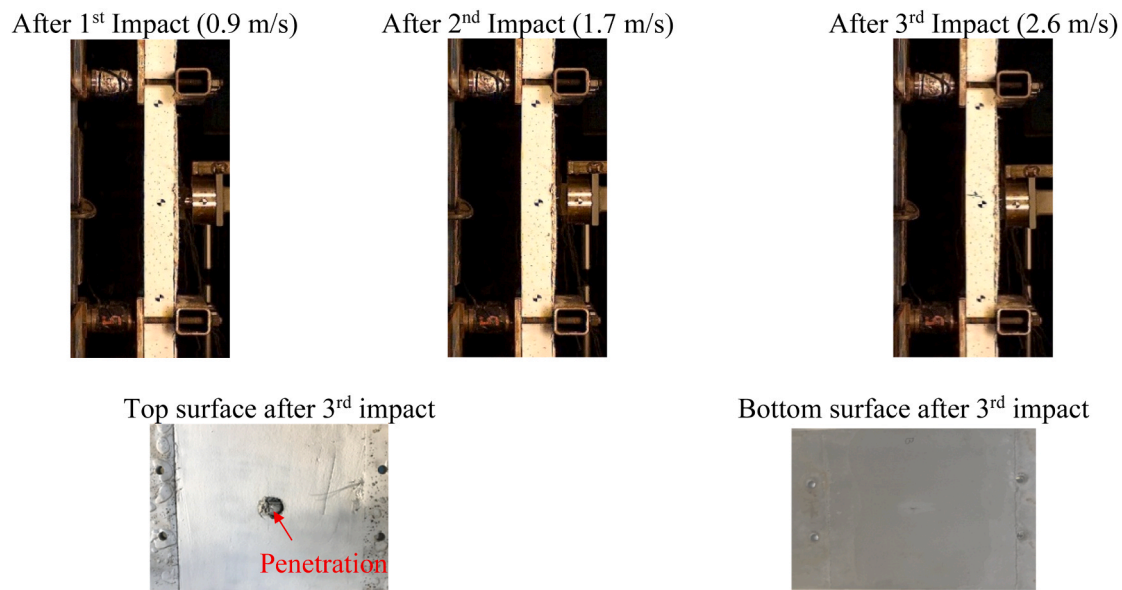 After 1st Impact (0.9 m/s)
After 2nd Impact (1.7 m/s)
After 3rd Impact (2.6 m/s)
Top surface after 3rd impact
Bottom surface after 3rd impact
Penetration